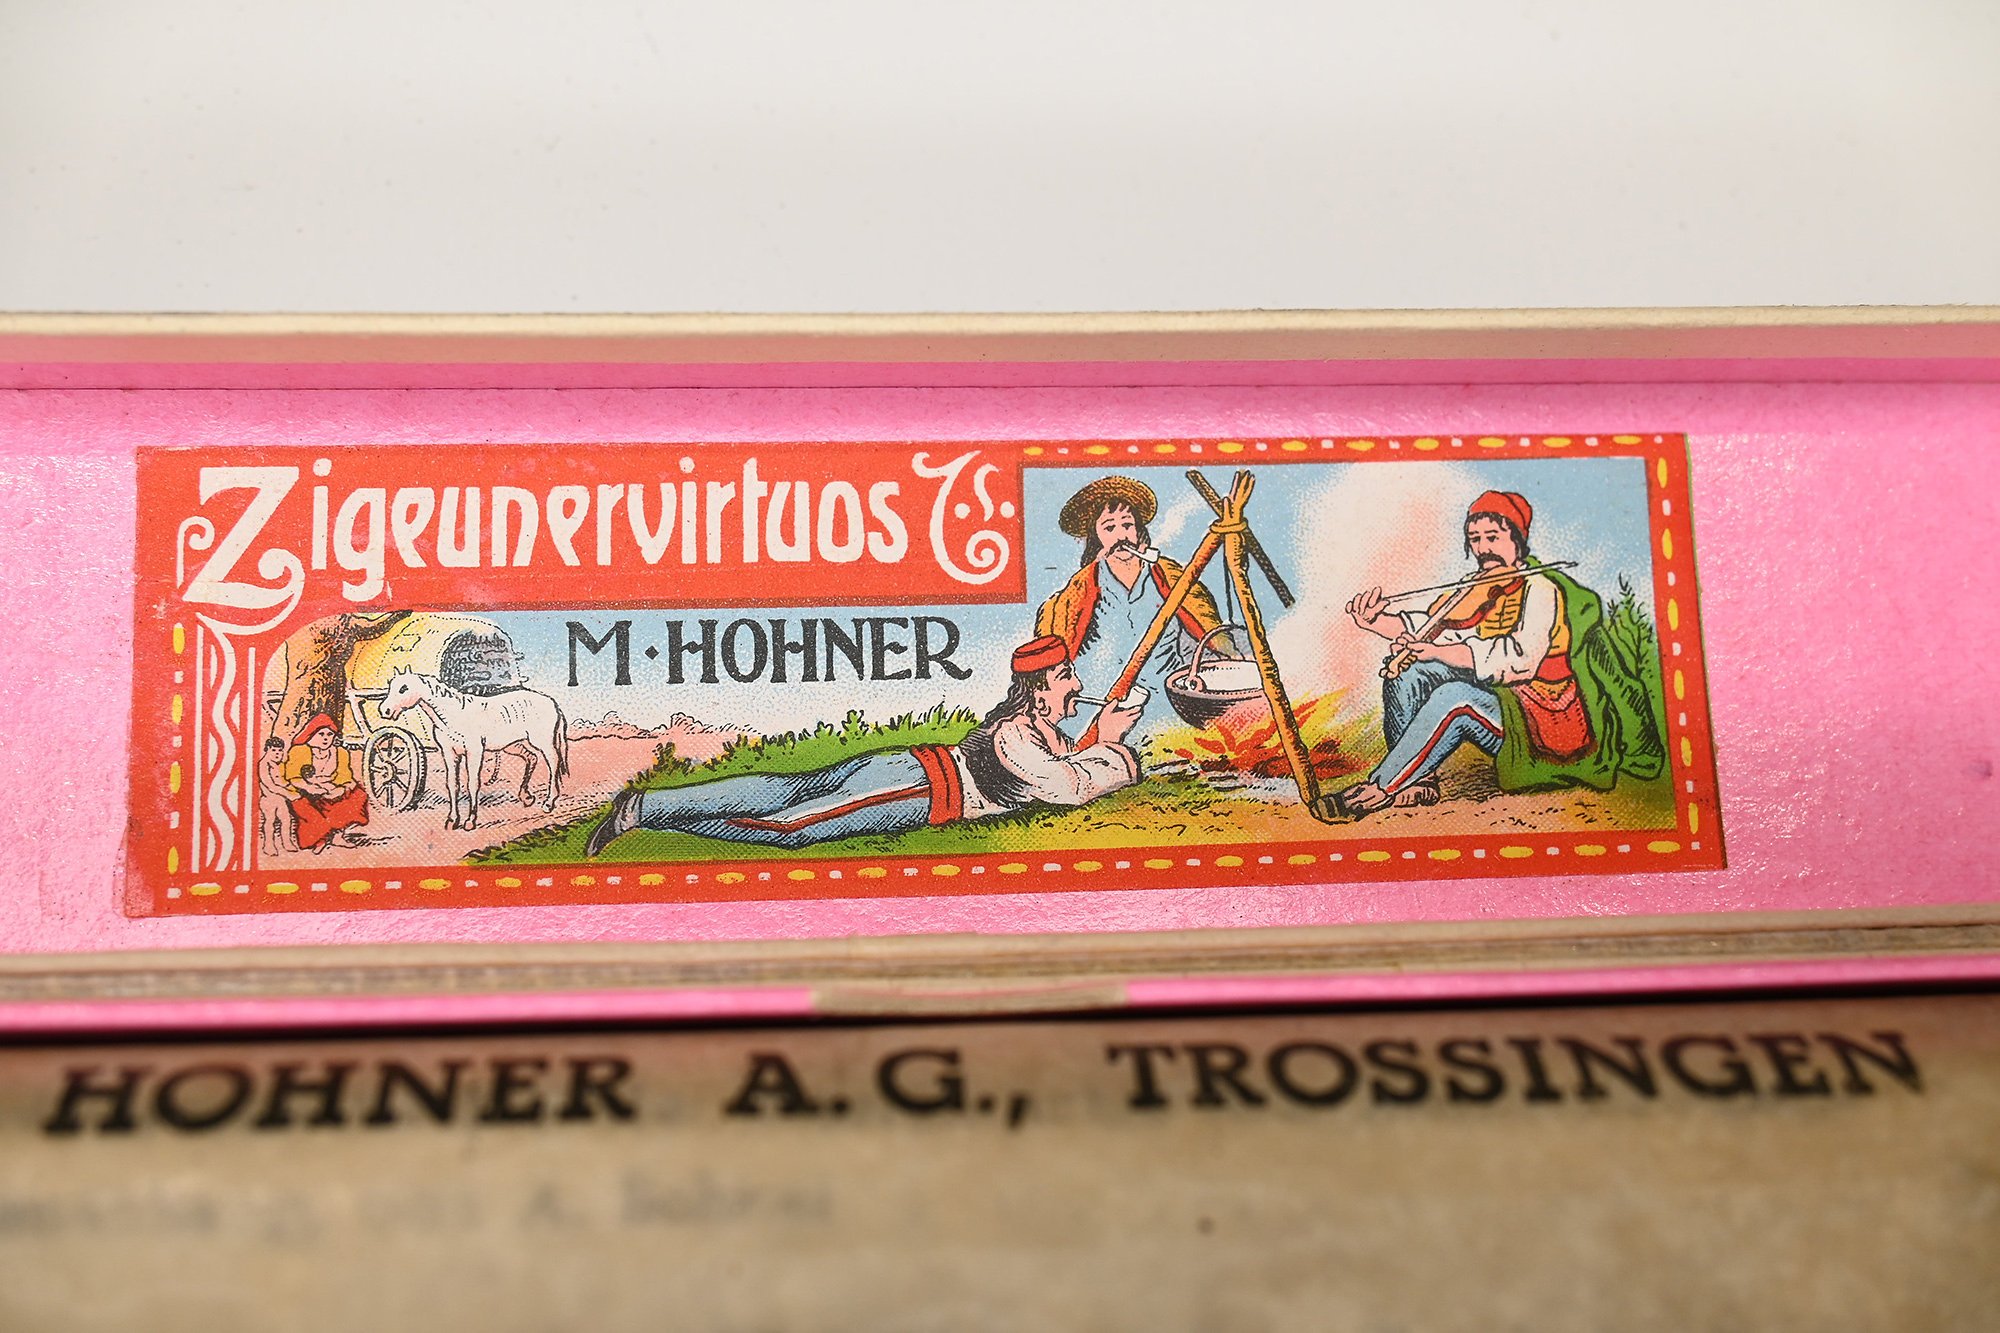 Zigeunervirtuos
M·HOHNER
HOHNER A.G., TROSSINGEN